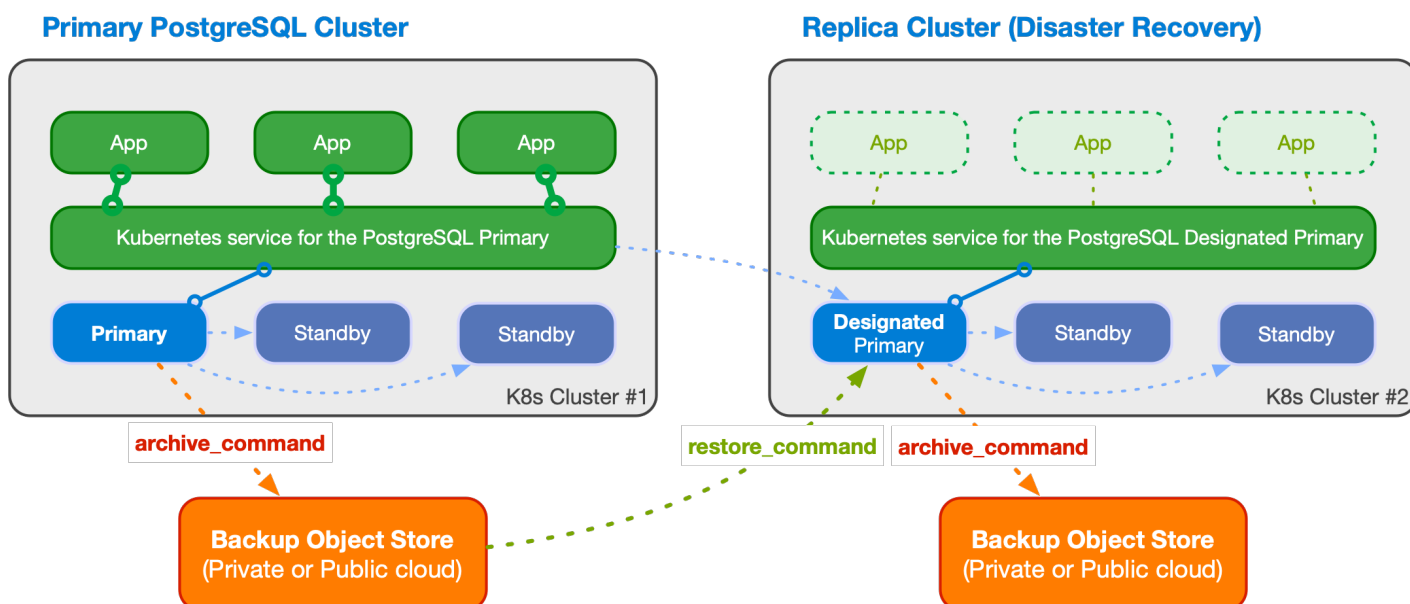 Primary PostgreSQL Cluster
Replica Cluster (Disaster Recovery)
App
App
App
App
App
App
Kubernetes service for the PostgreSQL Primary
Kubernetes service for the PostgreSQL Designated Primary
Primary
Standby
Standby
Designated
Primary
Standby
Standby
K8s Cluster #1
K8s Cluster #2
archive_command
restore_command
archive_command
Backup Object Store
(Private or Public cloud)
Backup Object Store
(Private or Public cloud)